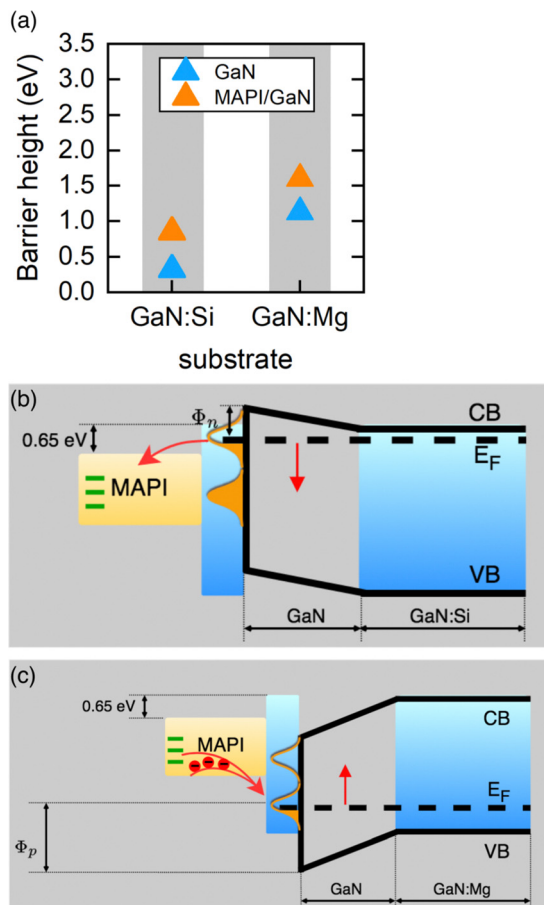 (a)
3.5
3.0
2.5
2.0
1.5
1.0
0.5
0.0
Barrier height (eV)
GaN
MAPI/GaN
GaN:Si GaN:Mg
substrate
(b)
Φn
CB
0.65 eV
EF
MAPI
VB
GaN GaN:Si
(c)
0.65 eV
CB
MAPI
EF
Φp
VB
GaN GaN:Mg